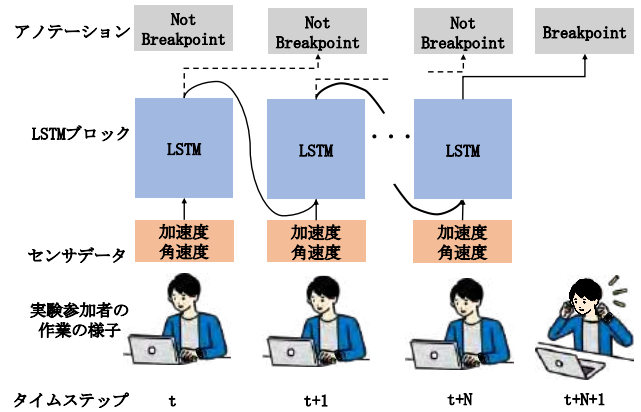 アノテーション
Not
Breakpoint
Not
Breakpoint
Not
Breakpoint
Breakpoint
LSTMブロック
LSTM
LSTM
・・・
LSTM
センサデータ
加速度
角速度
加速度
角速度
加速度
角速度
実験参加者の
作業の様子
タイムステップ
t
t+1
t+N
t+N+1